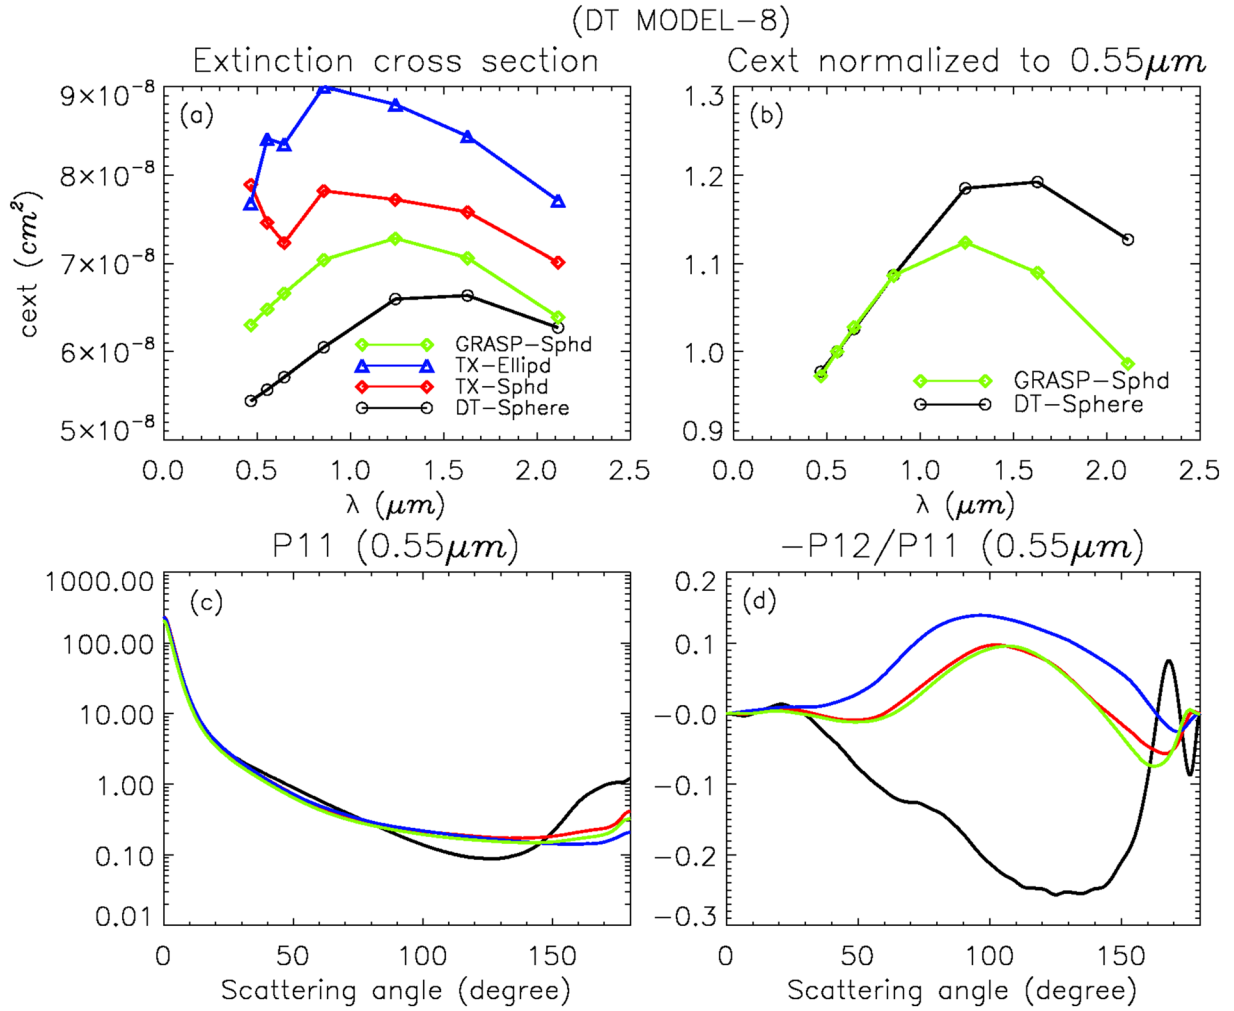 (DT MODEL−8)
Extinction cross section
Cext normalized to 0.55μm
(a)
9×10⁻⁸
8×10⁻⁸
7×10⁻⁸
6×10⁻⁸
5×10⁻⁸
cext (cm²)
GRASP−Sphd
TX−Ellipd
TX−Sphd
DT−Sphere
0.0 0.5 1.0 1.5 2.0 2.5
λ (μm)
(b)
1.3
1.2
1.1
1.0
0.9
GRASP−Sphd
DT−Sphere
0.0 0.5 1.0 1.5 2.0 2.5
λ (μm)
P11 (0.55μm)
(c)
1000.00
100.00
10.00
1.00
0.10
0.01
0 50 100 150
Scattering angle (degree)
−P12/P11 (0.55μm)
(d)
0.2
0.1
−0.0
−0.1
−0.2
−0.3
0 50 100 150
Scattering angle (degree)